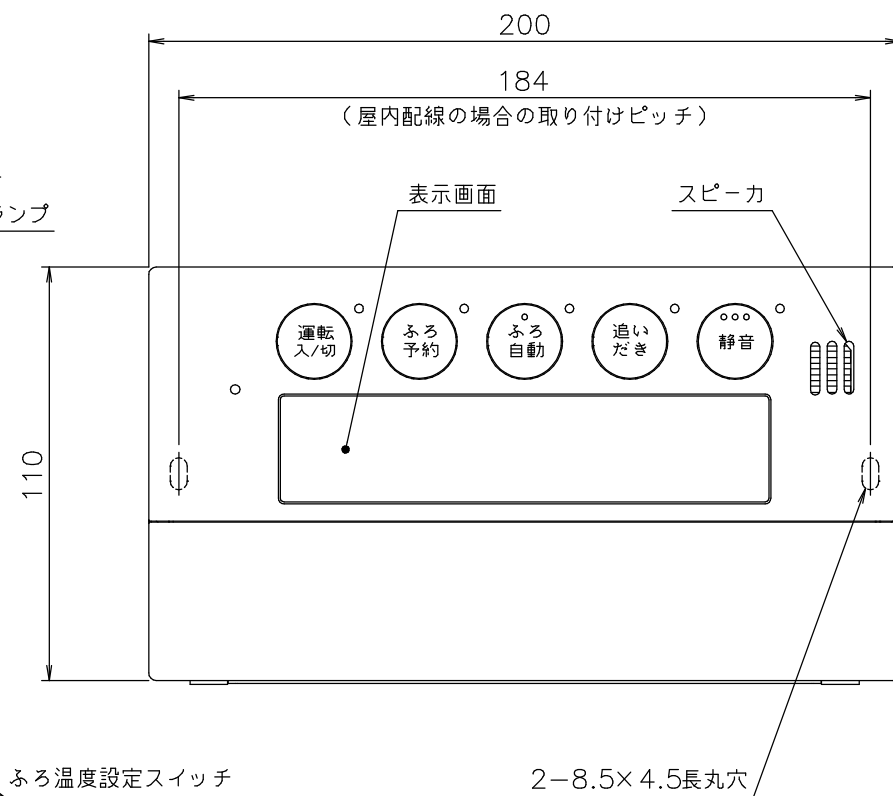 200
184
(屋内配線の場合の取り付けピッチ)
表示画面
スピーカ
ランプ
運転
入/切
ふろ
予約
ふろ
自動
追い
だき
静音
110
ふろ温度設定スイッチ
2−8.5×4.5長丸穴